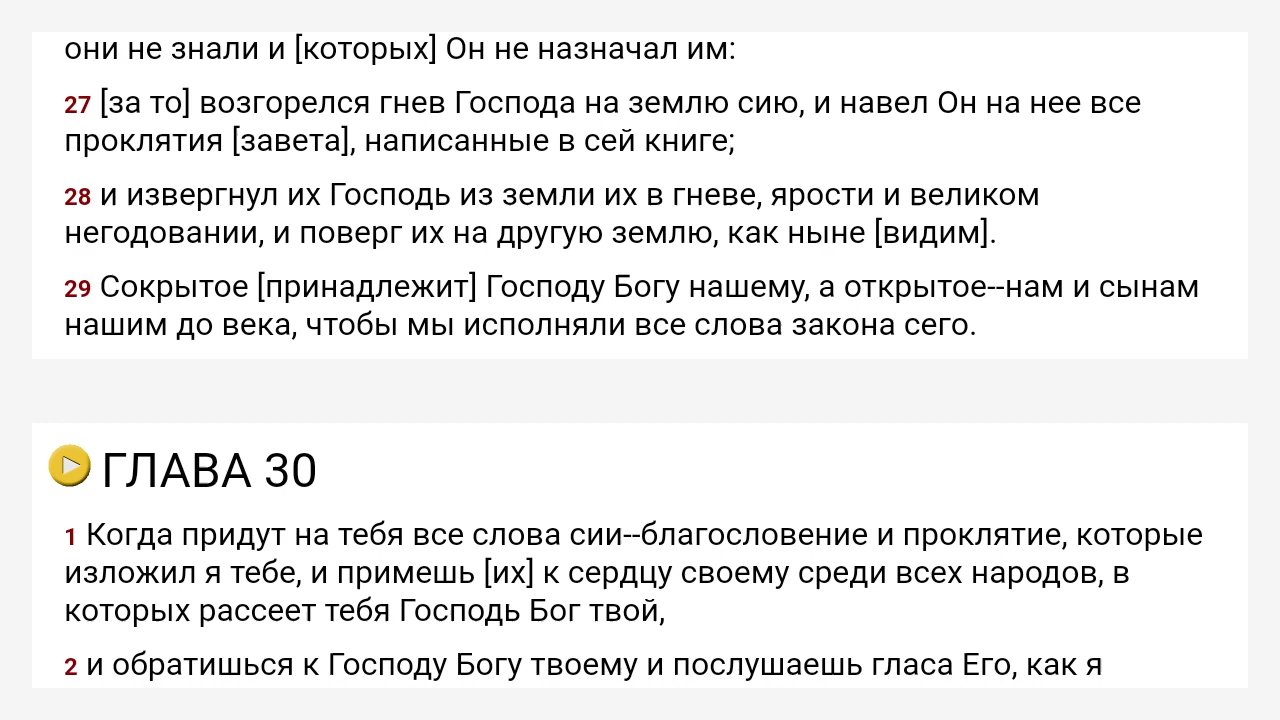 они не знали и [которых] Он не назначал им:
27 [за то] возгорелся гнев Господа на землю сию, и навел Он на нее все
проклятия [завета], написанные в сей книге;
28 и извергнул их Господь из земли их в гневе, ярости и великом
негодовании, и поверг их на другую землю, как ныне [видим].
29 Сокрытое [принадлежит] Господу Богу нашему, а открытое--нам и сынам
нашим до века, чтобы мы исполняли все слова закона сего.
ГЛАВА 30
1 Когда придут на тебя все слова сии--благословение и проклятие, которые
изложил я тебе, и примешь [их] к сердцу своему среди всех народов, в
которых рассеет тебя Господь Бог твой,
2 и обратишься к Господу Богу твоему и послушаешь гласа Его, как я